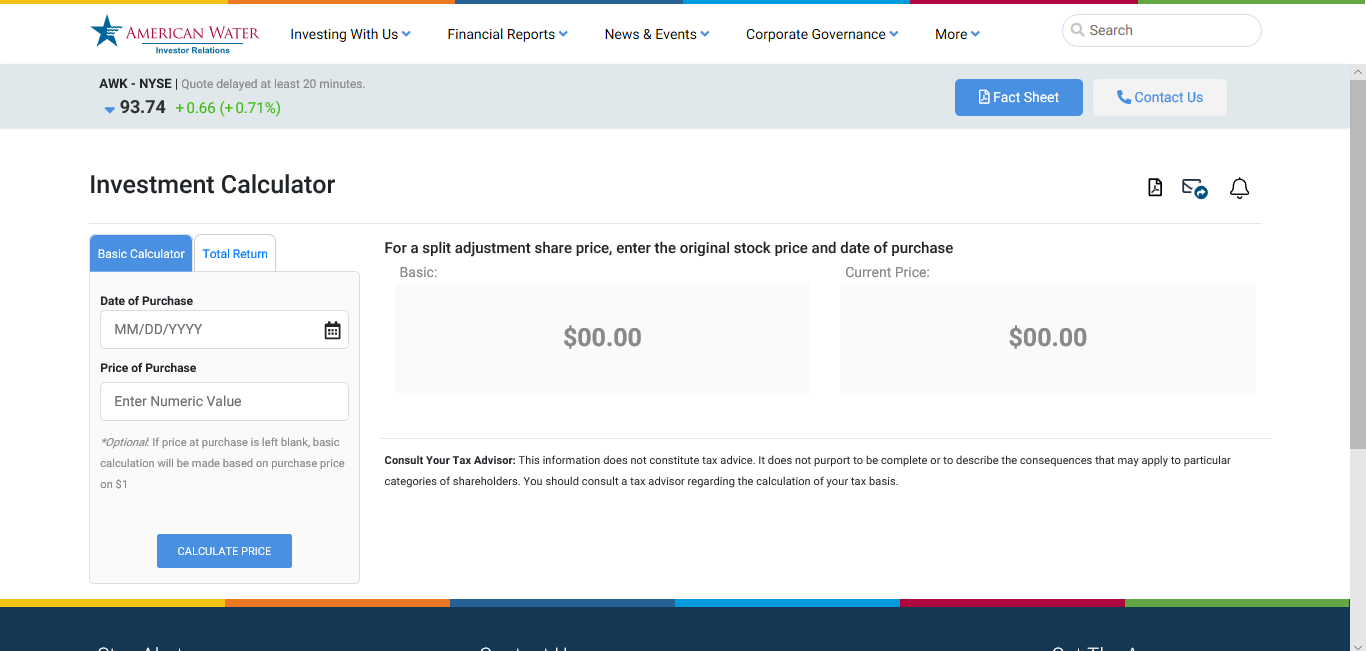 AMERICAN WATER
Investor Relations
Investing With Us
Financial Reports
News & Events
Corporate Governance
More
Search
AWK - NYSE | Quote delayed at least 20 minutes.
93.74 +0.66 (+0.71%)
Fact Sheet
Contact Us
Investment Calculator
Basic Calculator
Total Return
Date of Purchase
MM/DD/YYYY
Price of Purchase
Enter Numeric Value
*Optional: If price at purchase is left blank, basic
calculation will be made based on purchase price
on $1
CALCULATE PRICE
For a split adjustment share price, enter the original stock price and date of purchase
Basic:
Current Price:
$00.00
$00.00
Consult Your Tax Advisor: This information does not constitute tax advice. It does not purport to be complete or to describe the consequences that may apply to particular
categories of shareholders. You should consult a tax advisor regarding the calculation of your tax basis.